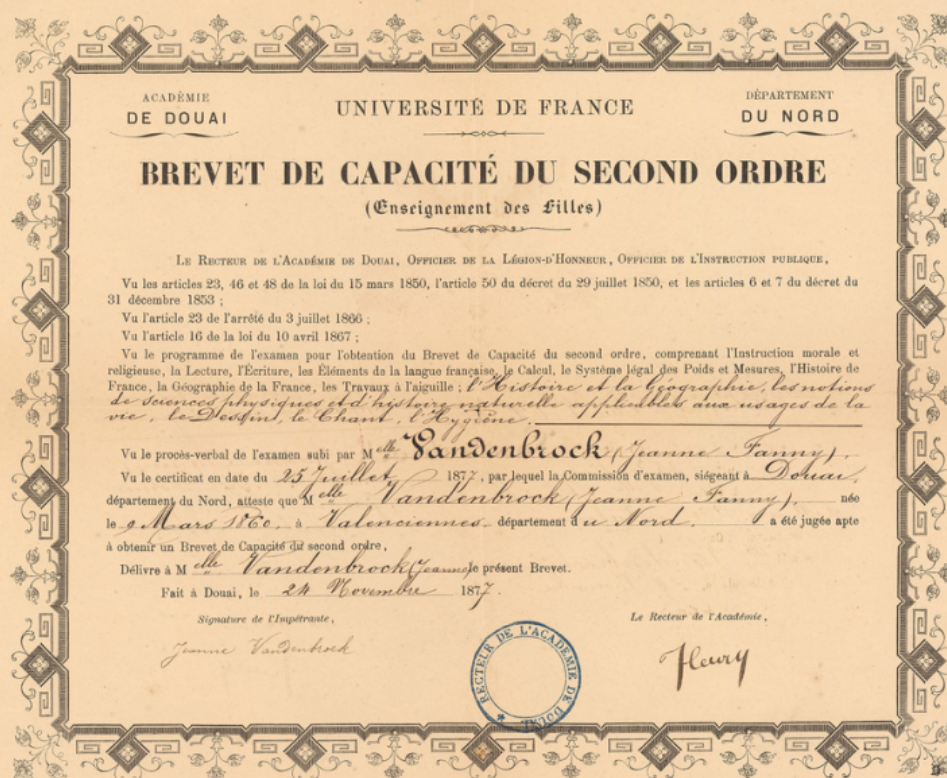 ACADÉMIE
DE DOUAI
UNIVERSITÉ DE FRANCE
DÉPARTEMENT
DU NORD
BREVET DE CAPACITÉ DU SECOND ORDRE
(Enseignement des Filles)
LE RECTEUR DE L'ACADÉMIE DE DOUAI, OFFICIER DE LA LÉGION-D'HONNEUR, OFFICIER DE L'INSTRUCTION PUBLIQUE,
Vu les articles 23, 46 et 48 de la loi du 15 mars 1850, l'article 50 du décret du 29 juillet 1850, et les articles 6 et 7 du décret du
31 décembre 1853 ;
Vu l'article 23 de l'arrêté du 3 juillet 1866 ;
Vu l'article 16 de la loi du 10 avril 1867 ;
Vu le programme de l'examen pour l'obtention du Brevet de Capacité du second ordre, comprenant l'Instruction morale et
religieuse, la Lecture, l'Écriture, les Éléments de la langue française, le Calcul, le Système légal des Poids et Mesures, l'Histoire de
France, la Géographie de la France, les Travaux à l'aiguille ; l'Histoire et la Géographie, les notions
de sciences physiques et d'histoire naturelle applicables aux usages de la
vie, le Dessin, le Chant, l'Hygiène.
Vu le procès-verbal de l'examen subi par Melle Vandenbrock (Jeanne Fanny),
Vu le certificat en date du 25 Juillet 1877, par lequel la Commission d'examen, siégeant à Douai,
département du Nord, atteste que Melle Vandenbrock (Jeanne Fanny), née
le 9 Mars 1860 à Valenciennes département du Nord, a été jugée apte
à obtenir un Brevet de Capacité du second ordre,
Délivre à Melle Vandenbrock (Jeanne) le présent Brevet.
Fait à Douai, le 24 Novembre 1877.
Signature de l'Impétrante,
Le Recteur de l'Académie,
Jeanne Vandenbrock
Fleury
RECTEUR DE L'ACADÉMIE DE DOUAI